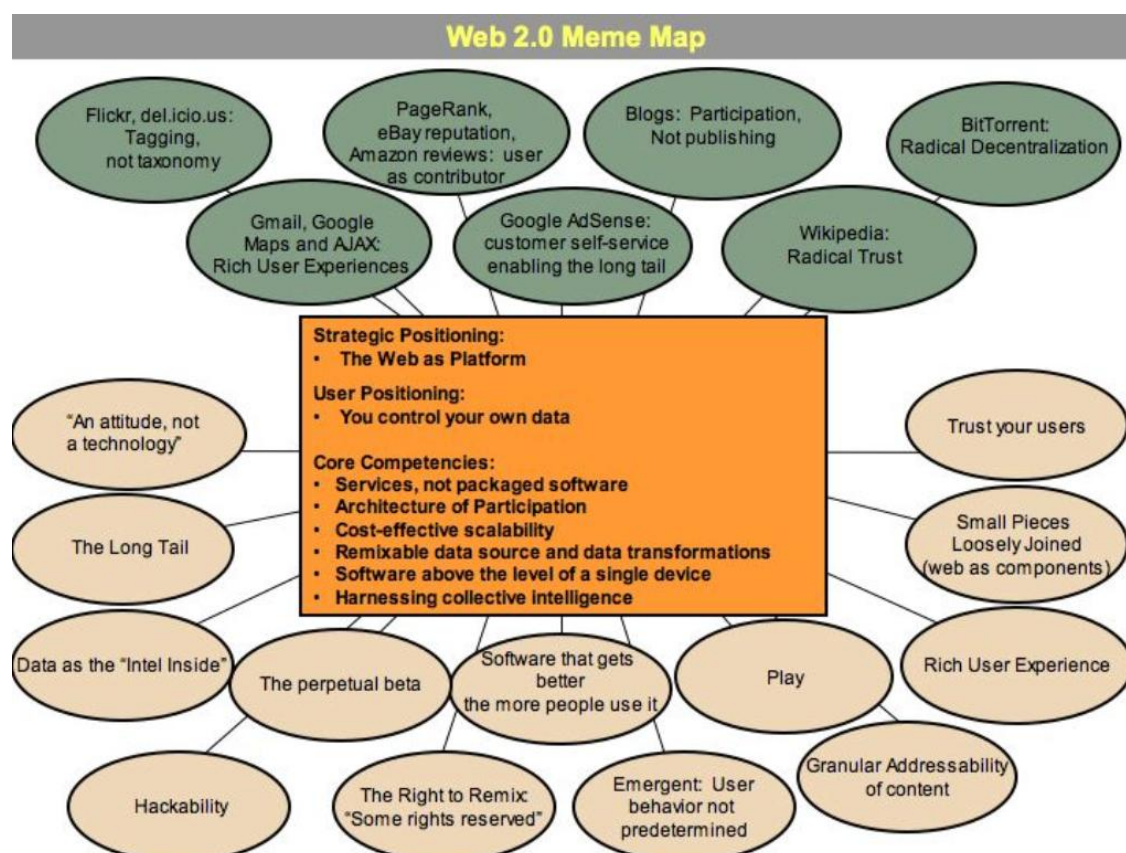 Web 2.0 Meme Map
Flickr, del.icio.us:
Tagging,
not taxonomy
PageRank,
eBay reputation,
Amazon reviews: user
as contributor
Blogs: Participation,
Not publishing
BitTorrent:
Radical Decentralization
Gmail, Google
Maps and AJAX:
Rich User Experiences
Google AdSense:
customer self-service
enabling the long tail
Wikipedia:
Radical Trust
Strategic Positioning:
• The Web as Platform
User Positioning:
• You control your own data
Core Competencies:
• Services, not packaged software
• Architecture of Participation
• Cost-effective scalability
• Remixable data source and data transformations
• Software above the level of a single device
• Harnessing collective intelligence
“An attitude, not
a technology”
Trust your users
The Long Tail
Small Pieces
Loosely Joined
(web as components)
Data as the “Intel Inside”
The perpetual beta
Software that gets
better
the more people use it
Play
Rich User Experience
Hackability
The Right to Remix:
“Some rights reserved”
Emergent: User
behavior not
predetermined
Granular Addressability
of content